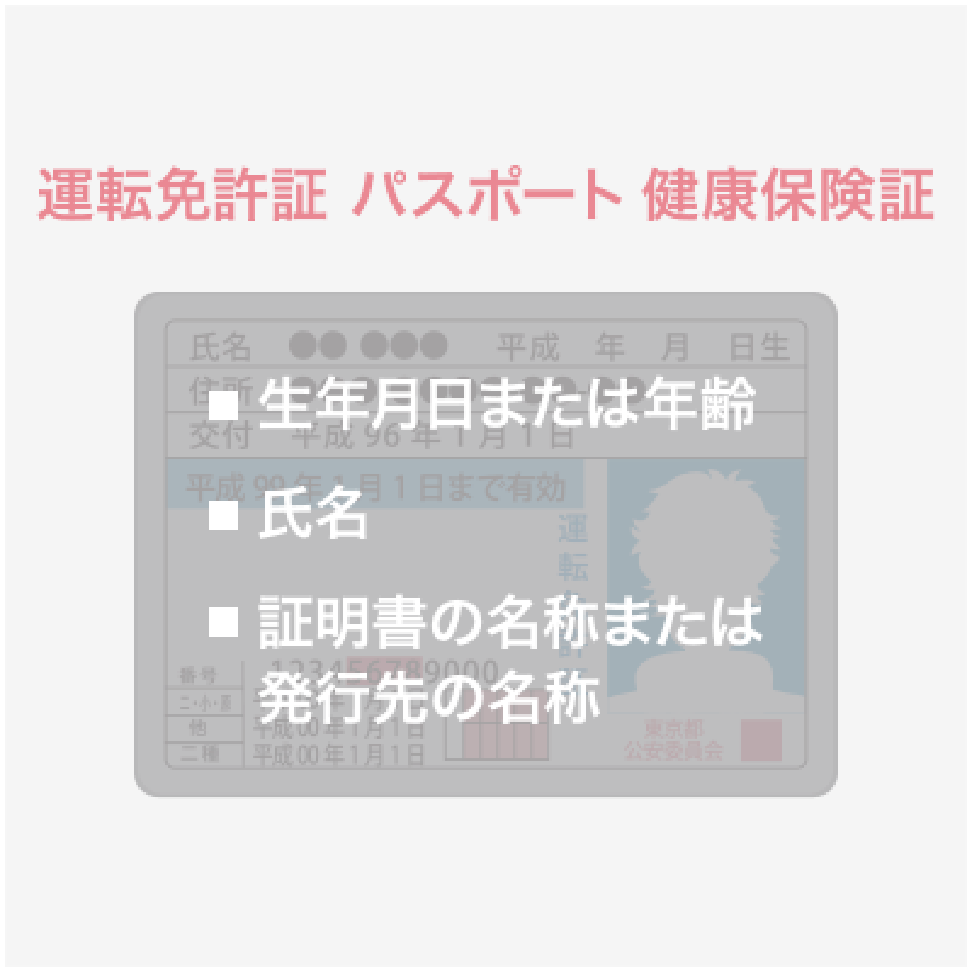 運転免許証 パスポート 健康保険証
氏名 ●● ●●● 平成 年 月 日生
住所
■ 生年月日または年齢
交付 平成 96 年 1 月 1 日
平成 99 年 1 月 1 日まで有効
■ 氏名
運転
■ 証明書の名称または
発行先の名称
番号 123456789000
二・小・原
他 平成 00 年 1 月 1 日
二種 平成 00 年 1 月 1 日
東京都
公安委員会